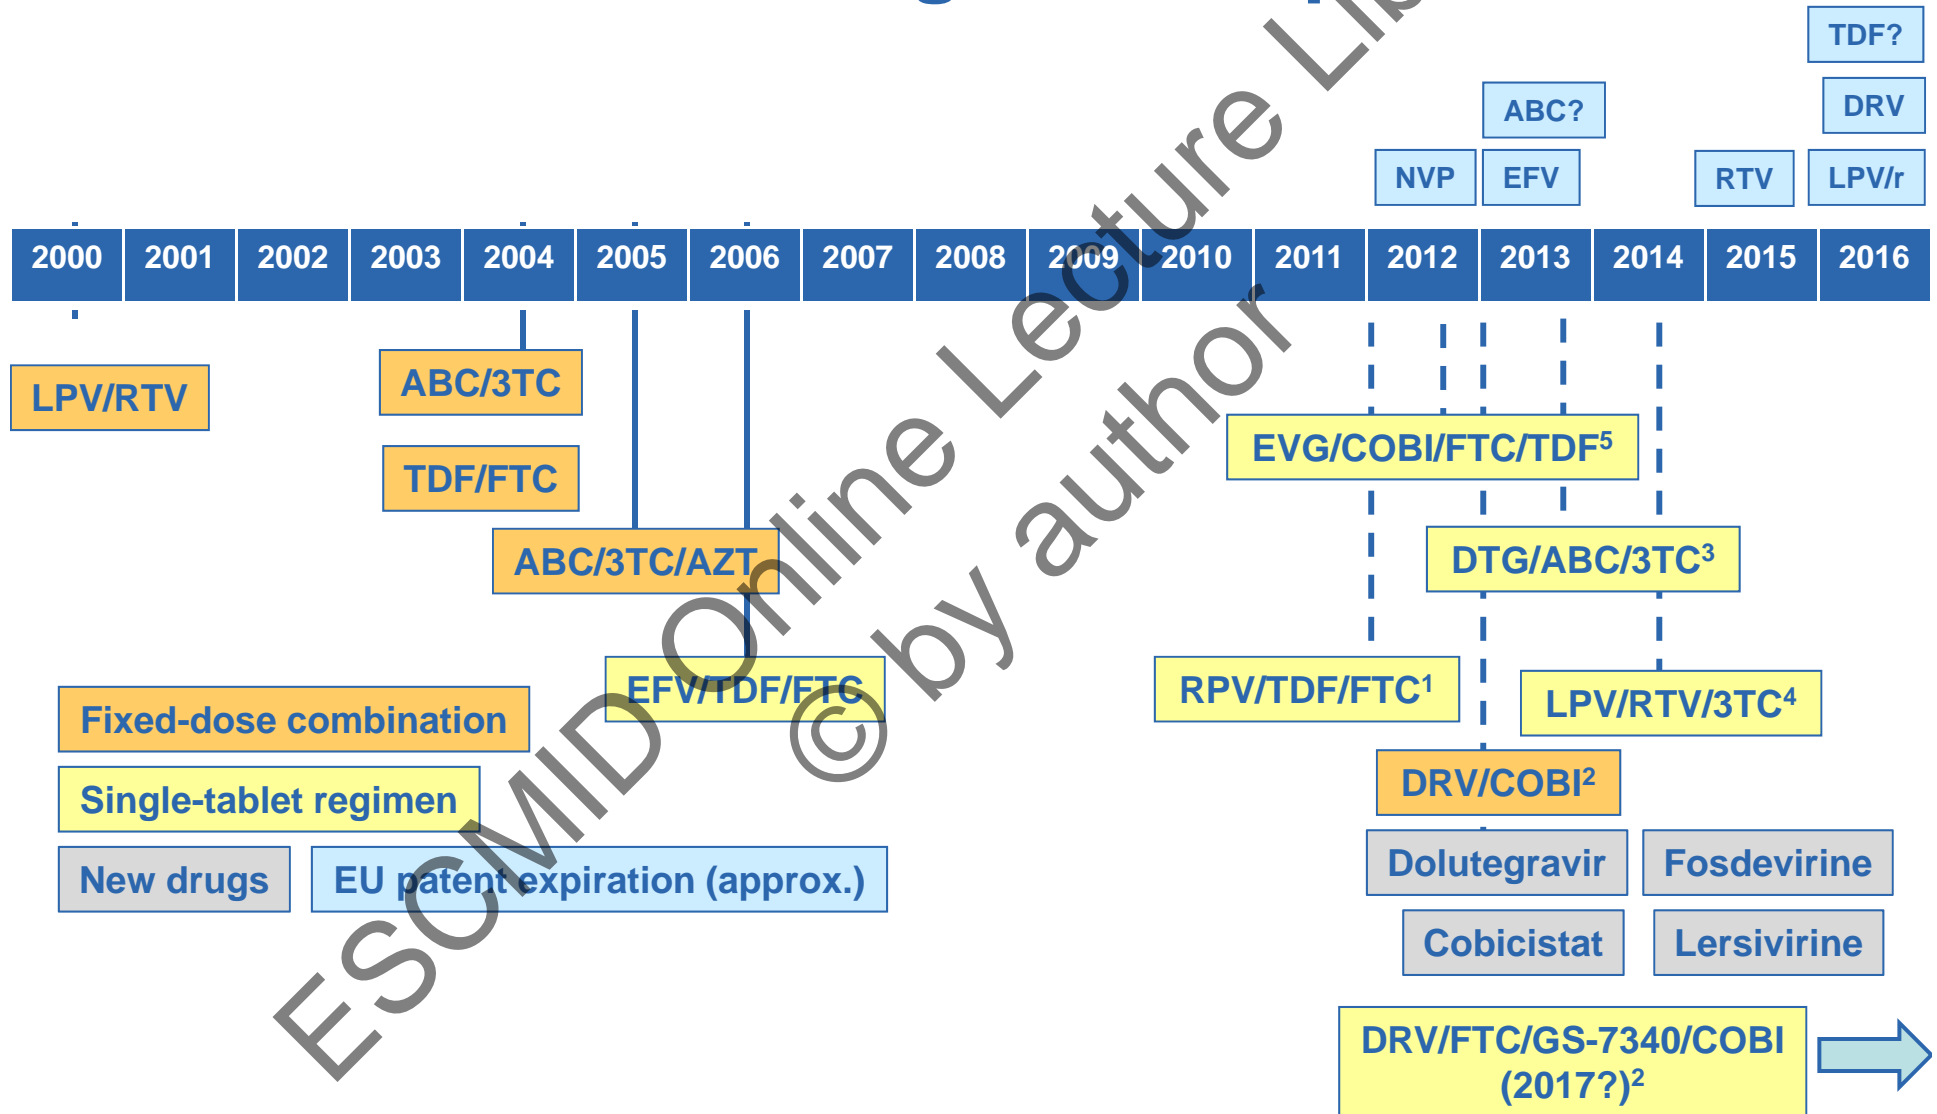 TDF?
ABC?
DRV
NVP
EFV
RTV
LPV/r
2000 2001 2002 2003 2004 2005 2006 2007 2008 2009 2010 2011 2012 2013 2014 2015 2016
LPV/RTV
ABC/3TC
TDF/FTC
ABC/3TC/AZT
EFV/TDF/FTC
EVG/COBI/FTC/TDF⁵
DTG/ABC/3TC³
RPV/TDF/FTC¹
LPV/RTV/3TC⁴
DRV/COBI²
Fixed-dose combination
Single-tablet regimen
New drugs
EU patent expiration (approx.)
Dolutegravir
Fosdevirine
Cobicistat
Lersivirine
DRV/FTC/GS-7340/COBI
(2017?)²
ESCMID Online Lecture
© by author